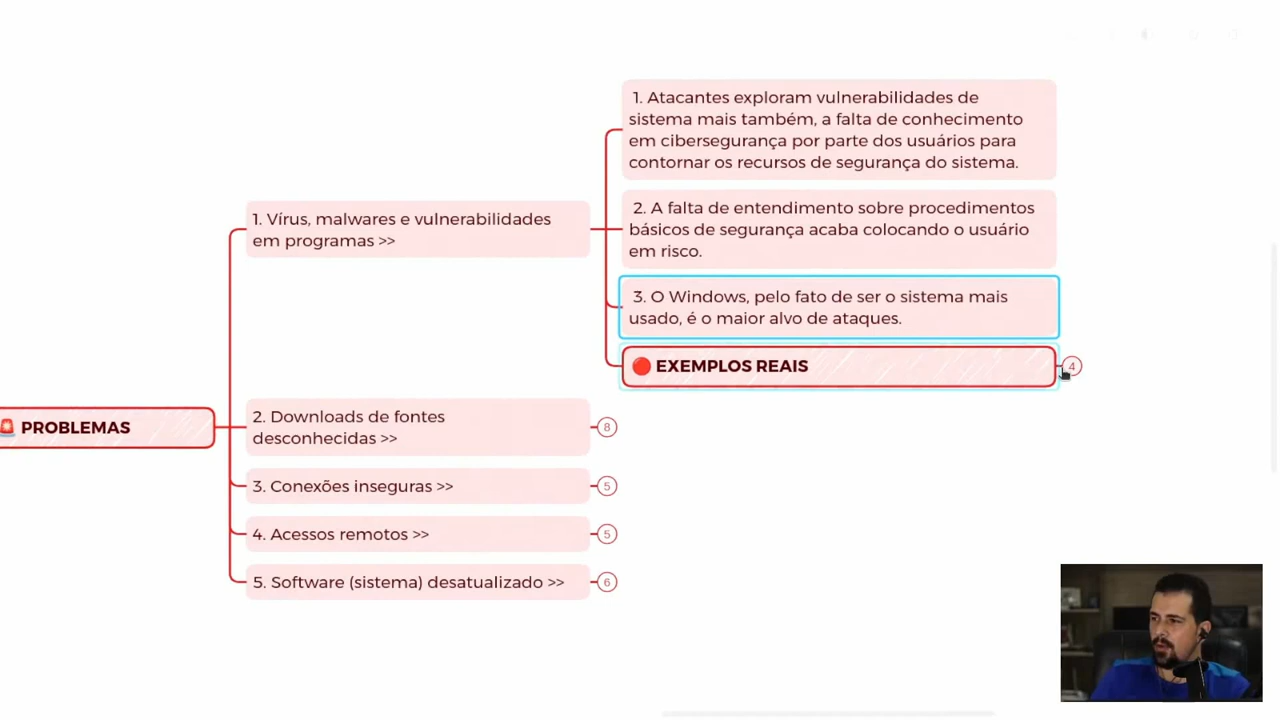 1. Atacantes exploram vulnerabilidades de
sistema mais também, a falta de conhecimento
em cibersegurança por parte dos usuários para
contornar os recursos de segurança do sistema.
1. Vírus, malwares e vulnerabilidades
em programas >>
2. A falta de entendimento sobre procedimentos
básicos de segurança acaba colocando o usuário
em risco.
3. O Windows, pelo fato de ser o sistema mais
usado, é o maior alvo de ataques.
EXEMPLOS REAIS
4
PROBLEMAS
2. Downloads de fontes
desconhecidas >>
8
3. Conexões inseguras >>
5
4. Acessos remotos >>
5
5. Software (sistema) desatualizado >>
6